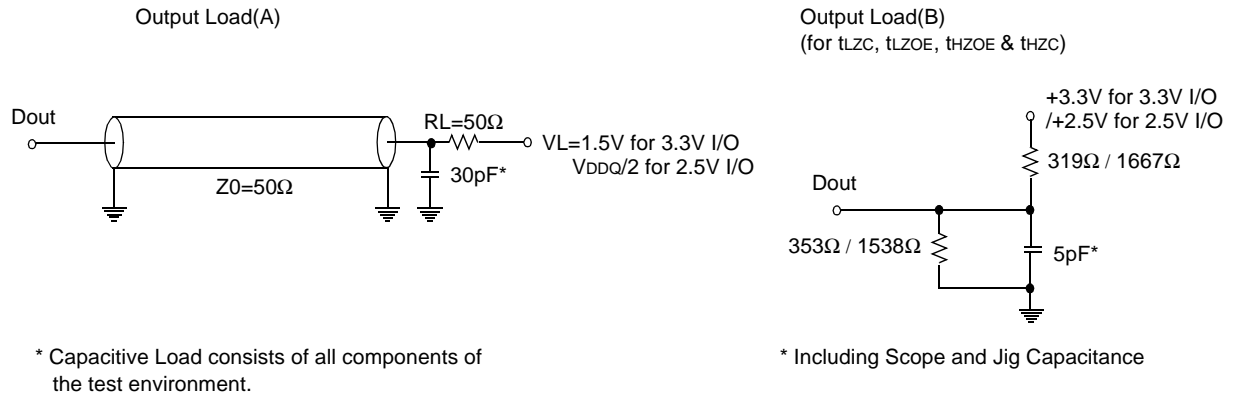 Output Load(A)
Dout
Z0=50Ω
RL=50Ω
30pF*
VL=1.5V for 3.3V I/O
VDDQ/2 for 2.5V I/O
* Capacitive Load consists of all components of
the test environment.
Output Load(B)
(for tLZC, tLZOE, tHZOE & tHZC)
+3.3V for 3.3V I/O
/+2.5V for 2.5V I/O
319Ω / 1667Ω
Dout
353Ω / 1538Ω
5pF*
* Including Scope and Jig Capacitance